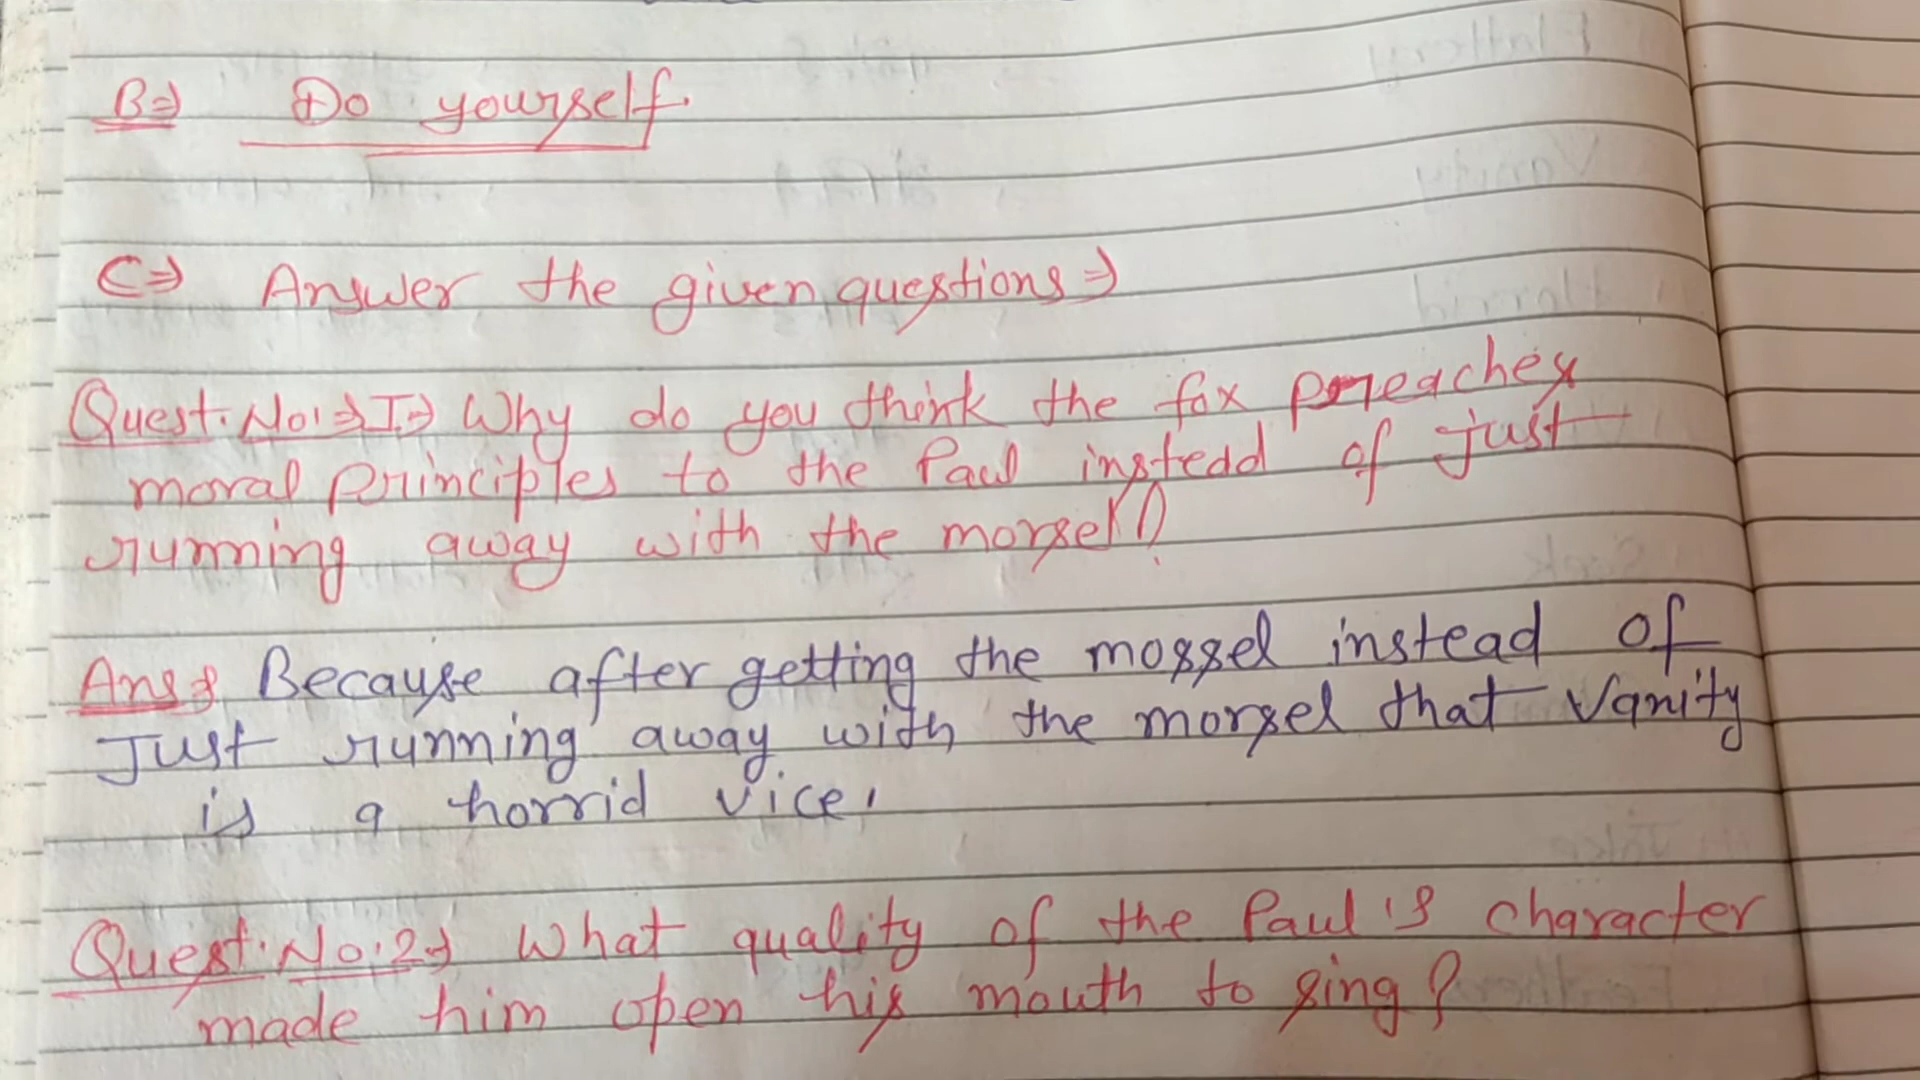 B⇒ Do yourself.
C⇒ Answer the given questions⇒
Quest.No1⇒I⇒ Why do you think the fox preaches
moral principles to the Paul instead of just
running away with the morsel?
Ans⇒ Because after getting the mossel instead of
Just running away with the morsel that Vanity
is a horrid vice.
Quest.No.2⇒ What quality of the Paul's character
made him open his mouth to sing?